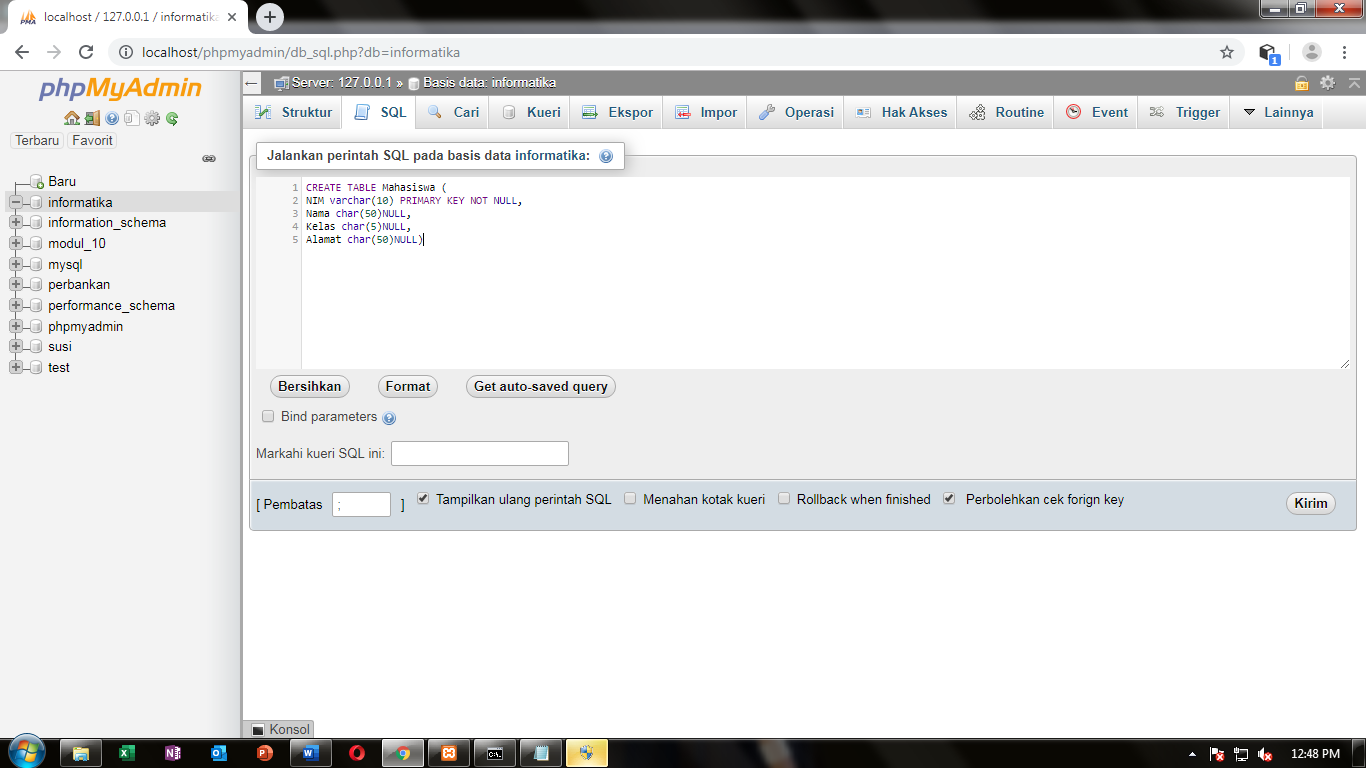 localhost / 127.0.0.1 / informatika
localhost/phpmyadmin/db_sql.php?db=informatika
1
phpMyAdmin
Terbaru Favorit
Baru
informatika
information_schema
modul_10
mysql
perbankan
performance_schema
phpmyadmin
susi
test
Server: 127.0.0.1 » Basis data: informatika
Struktur SQL Cari Kueri Ekspor Impor Operasi Hak Akses Routine Event Trigger Lainnya
Jalankan perintah SQL pada basis data informatika:
1 CREATE TABLE Mahasiswa (
2 NIM varchar(10) PRIMARY KEY NOT NULL,
3 Nama char(50)NULL,
4 Kelas char(5)NULL,
5 Alamat char(50)NULL)
Bersihkan Format Get auto-saved query
Bind parameters
Markahi kueri SQL ini:
[ Pembatas ; ] Tampilkan ulang perintah SQL Menahan kotak kueri Rollback when finished Perbolehkan cek forign key Kirim
Konsol
12:48 PM